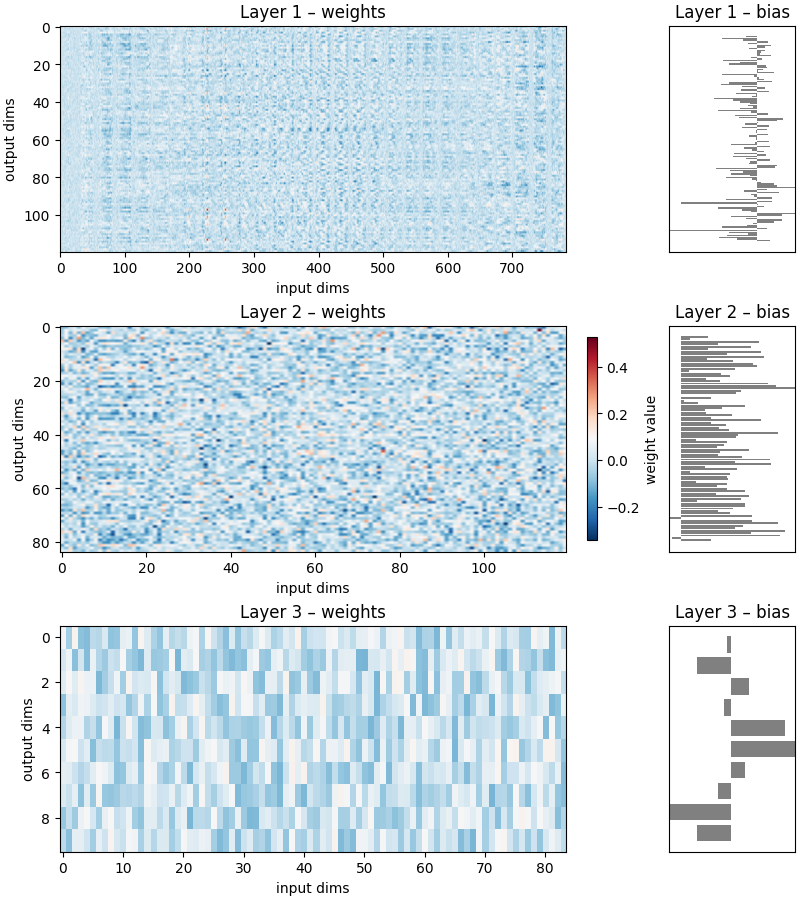 Layer 1 – weights
Layer 1 – bias
0
20
40
60
80
100
output dims
0 100 200 300 400 500 600 700
input dims
Layer 2 – weights
Layer 2 – bias
0
20
40
60
80
output dims
0 20 40 60 80 100
input dims
0.4
0.2
0.0
−0.2
weight value
Layer 3 – weights
Layer 3 – bias
0
2
4
6
8
output dims
0 10 20 30 40 50 60 70 80
input dims